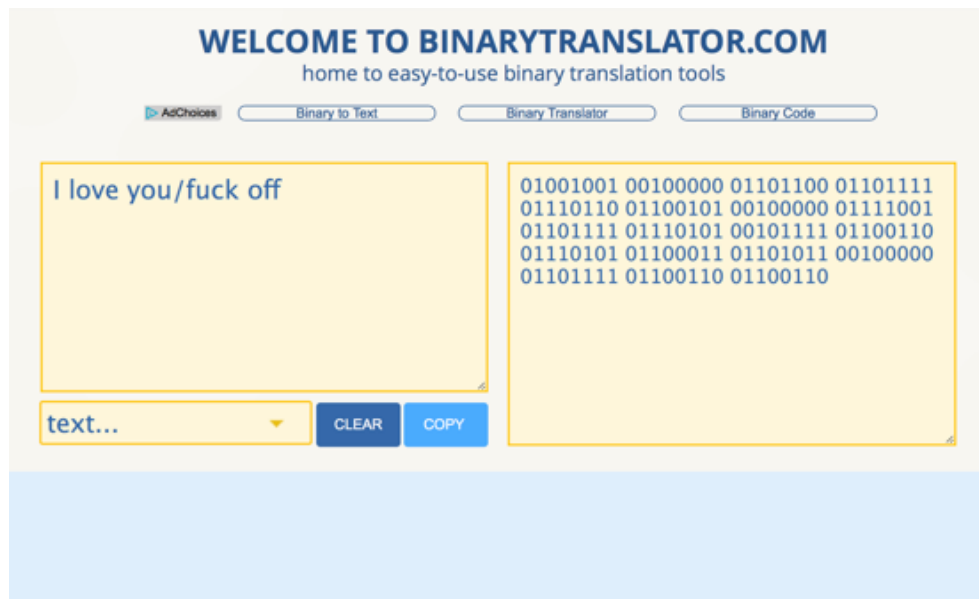 WELCOME TO BINARYTRANSLATOR.COM
home to easy-to-use binary translation tools
AdChoices Binary to Text Binary Translator Binary Code
I love you/fuck off
01001001 00100000 01101100 01101111
01110110 01100101 00100000 01111001
01101111 01110101 00101111 01100110
01110101 01100011 01101011 00100000
01101111 01100110 01100110
text...
CLEAR
COPY